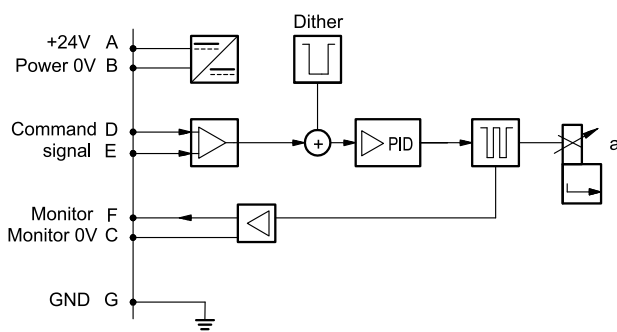 Dither
+24V A
Power 0V B
Command D
signal E
+
PID
a
Monitor F
Monitor 0V C
GND G